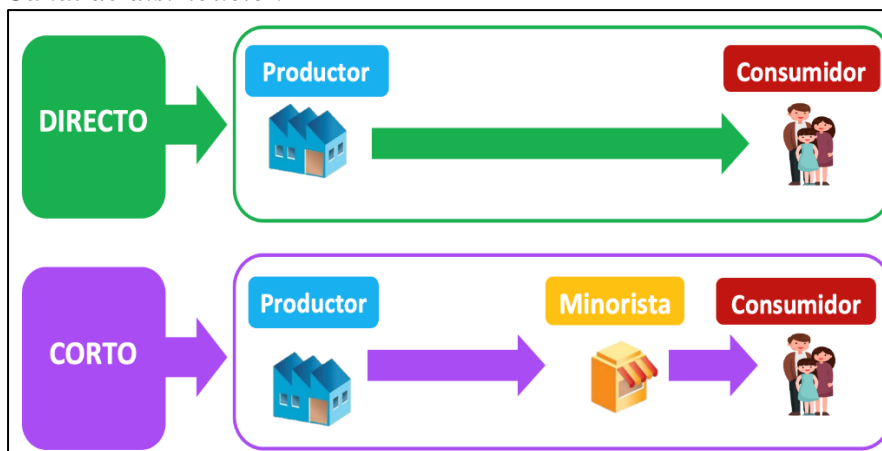 Productor
Consumidor
DIRECTO
Productor
Minorista
Consumidor
CORTO